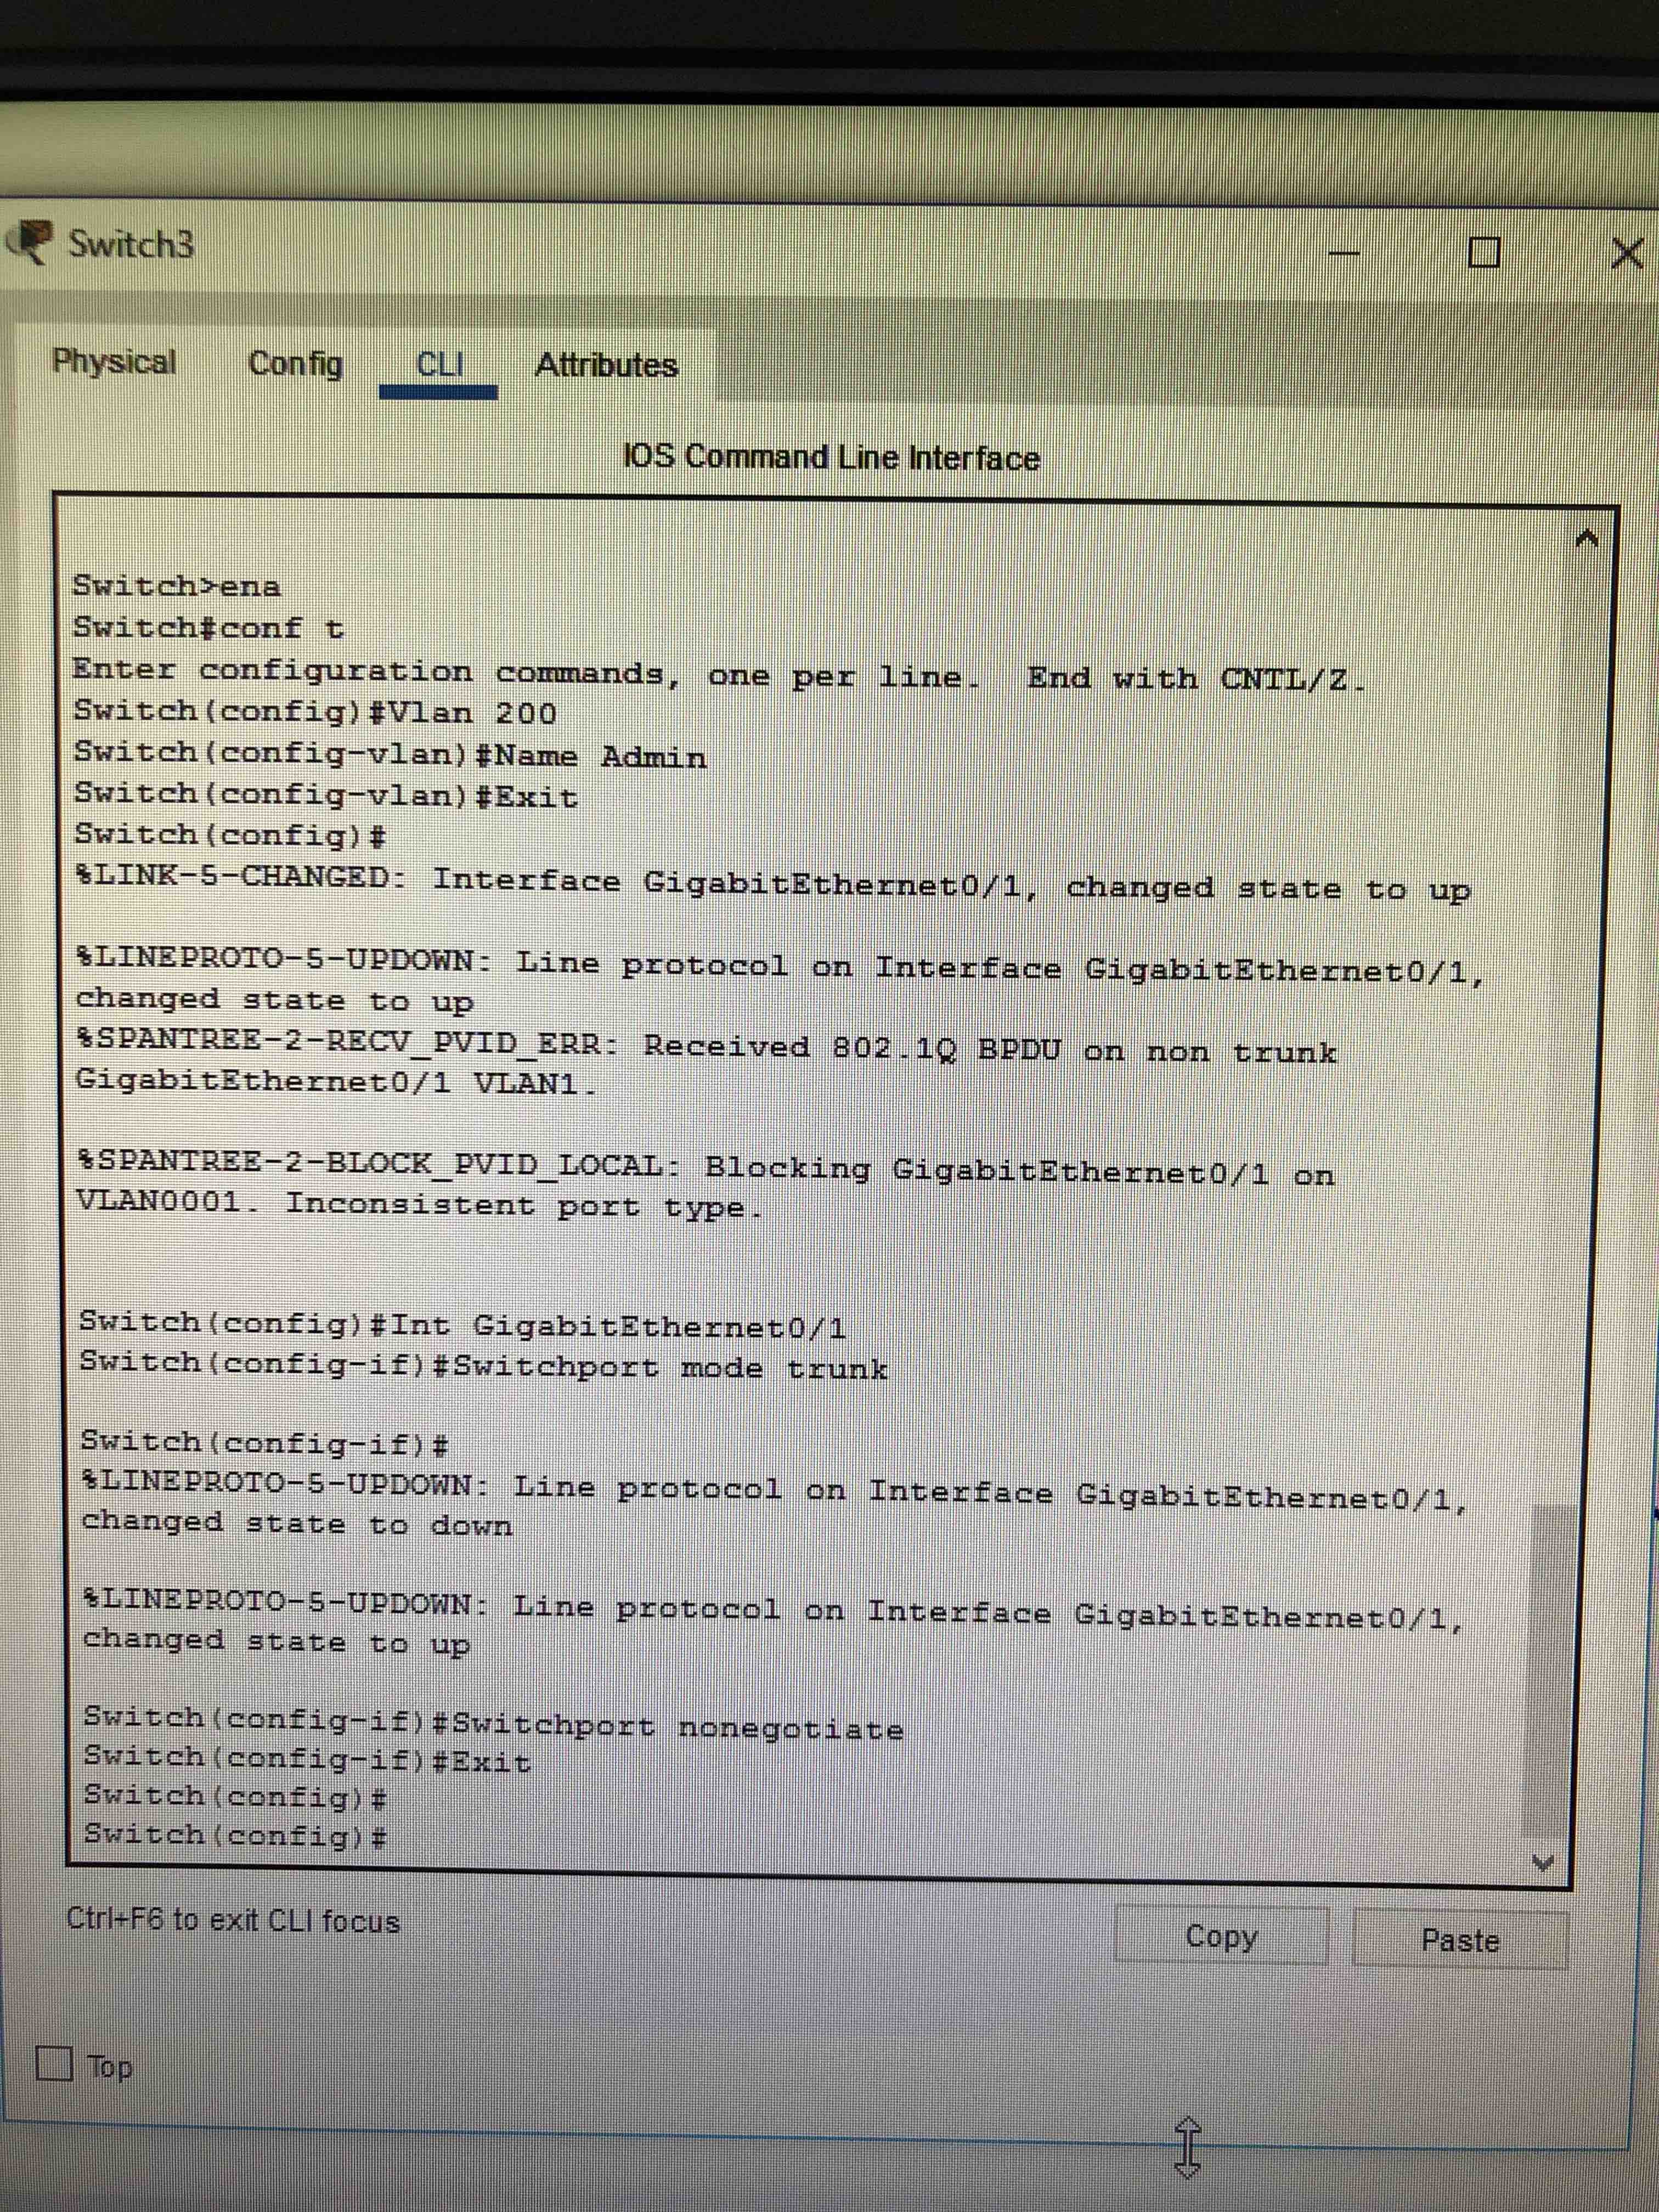 Switch3
Physical Config CLI Attributes
IOS Command Line Interface
Switch>ena
Switch#conf t
Enter configuration commands, one per line.  End with CNTL/Z.
Switch(config)#Vlan 200
Switch(config-vlan)#Name Admin
Switch(config-vlan)#Exit
Switch(config)#
%LINK-5-CHANGED: Interface GigabitEthernet0/1, changed state to up
%LINEPROTO-5-UPDOWN: Line protocol on Interface GigabitEthernet0/1,
changed state to up
%SPANTREE-2-RECV_PVID_ERR: Received 802.1Q BPDU on non trunk
GigabitEthernet0/1 VLAN1.
%SPANTREE-2-BLOCK_PVID_LOCAL: Blocking GigabitEthernet0/1 on
VLAN0001. Inconsistent port type.
Switch(config)#Int GigabitEthernet0/1
Switch(config-if)#Switchport mode trunk
Switch(config-if)#
%LINEPROTO-5-UPDOWN: Line protocol on Interface GigabitEthernet0/1,
changed state to down
%LINEPROTO-5-UPDOWN: Line protocol on Interface GigabitEthernet0/1,
changed state to up
Switch(config-if)#Switchport nonegotiate
Switch(config-if)#Exit
Switch(config)#
Switch(config)#
Ctrl+F6 to exit CLI focus
Copy Paste
Top